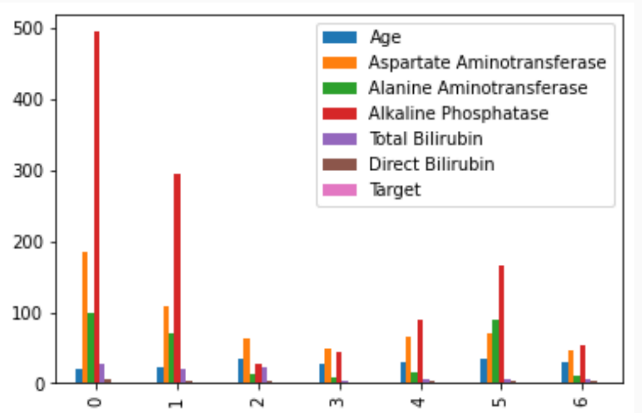 500
400
300
200
100
0
Age
Aspartate Aminotransferase
Alanine Aminotransferase
Alkaline Phosphatase
Total Bilirubin
Direct Bilirubin
Target
0 1 2 3 4 5 6